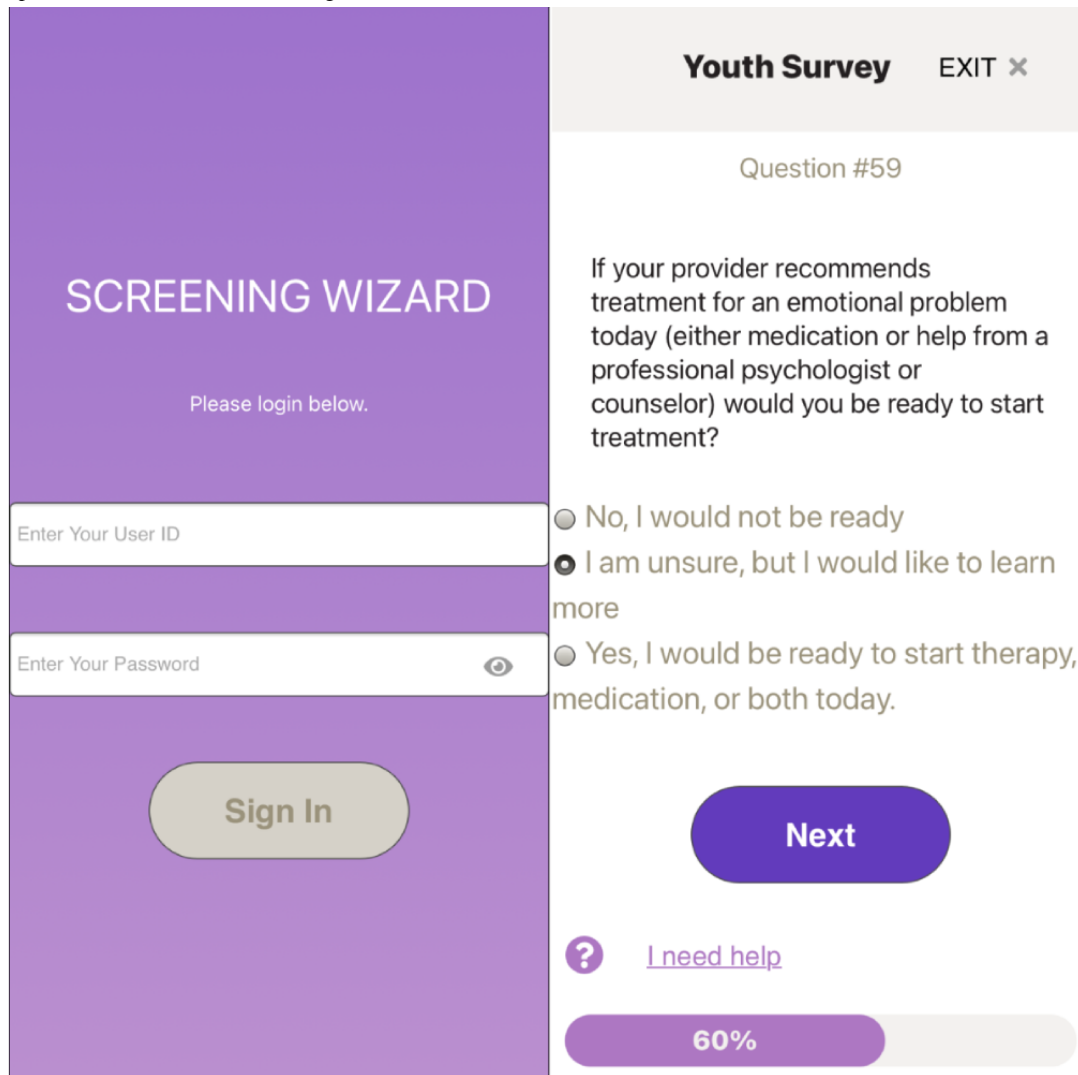 SCREENING WIZARD
Please login below.
Enter Your User ID
Enter Your Password
Sign In
Youth Survey EXIT ×
Question #59
If your provider recommends
treatment for an emotional problem
today (either medication or help from a
professional psychologist or
counselor) would you be ready to start
treatment?
No, I would not be ready
I am unsure, but I would like to learn
more
Yes, I would be ready to start therapy,
medication, or both today.
Next
? I need help
60%